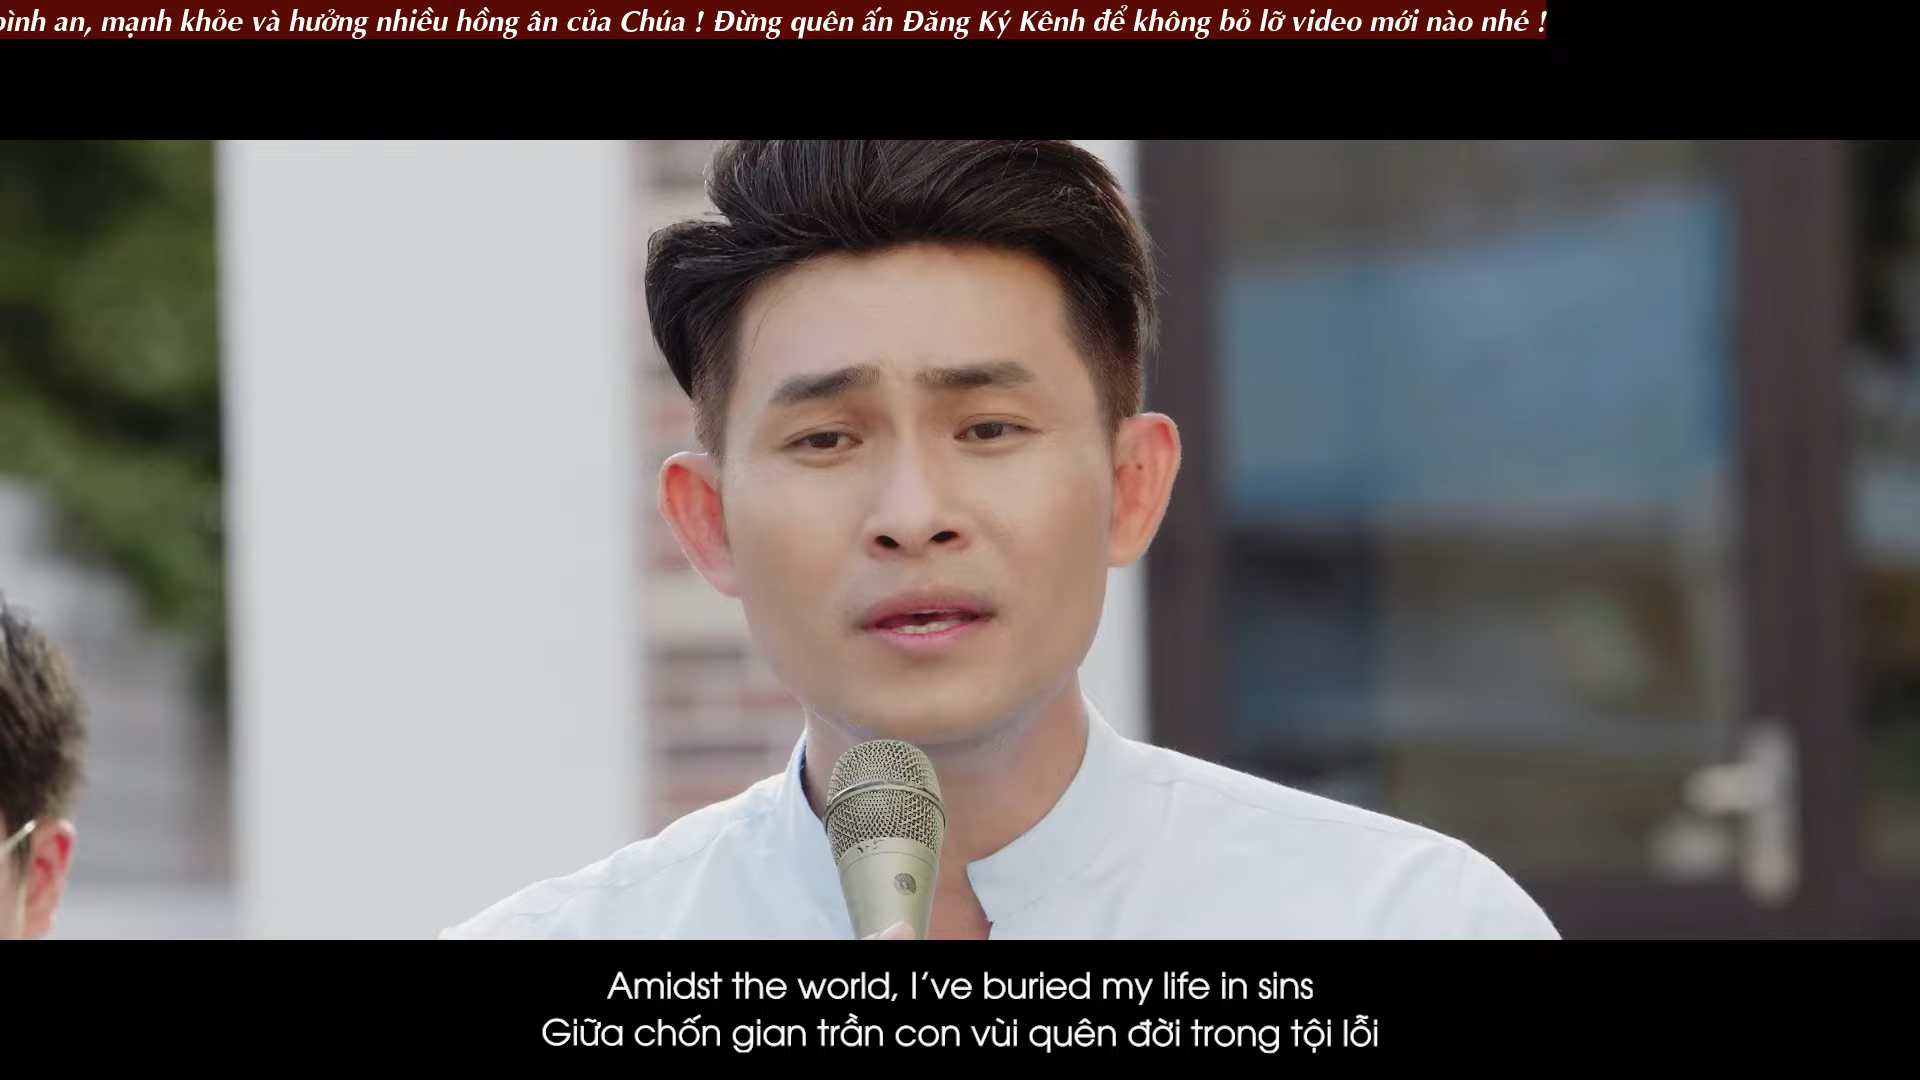 bình an, mạnh khỏe và hưởng nhiều hồng ân của Chúa ! Đừng quên ấn Đăng Ký Kênh để không bỏ lỡ video mới nào nhé !
Amidst the world, I've buried my life in sins
Giữa chốn gian trần con vùi quên đời trong tội lỗi